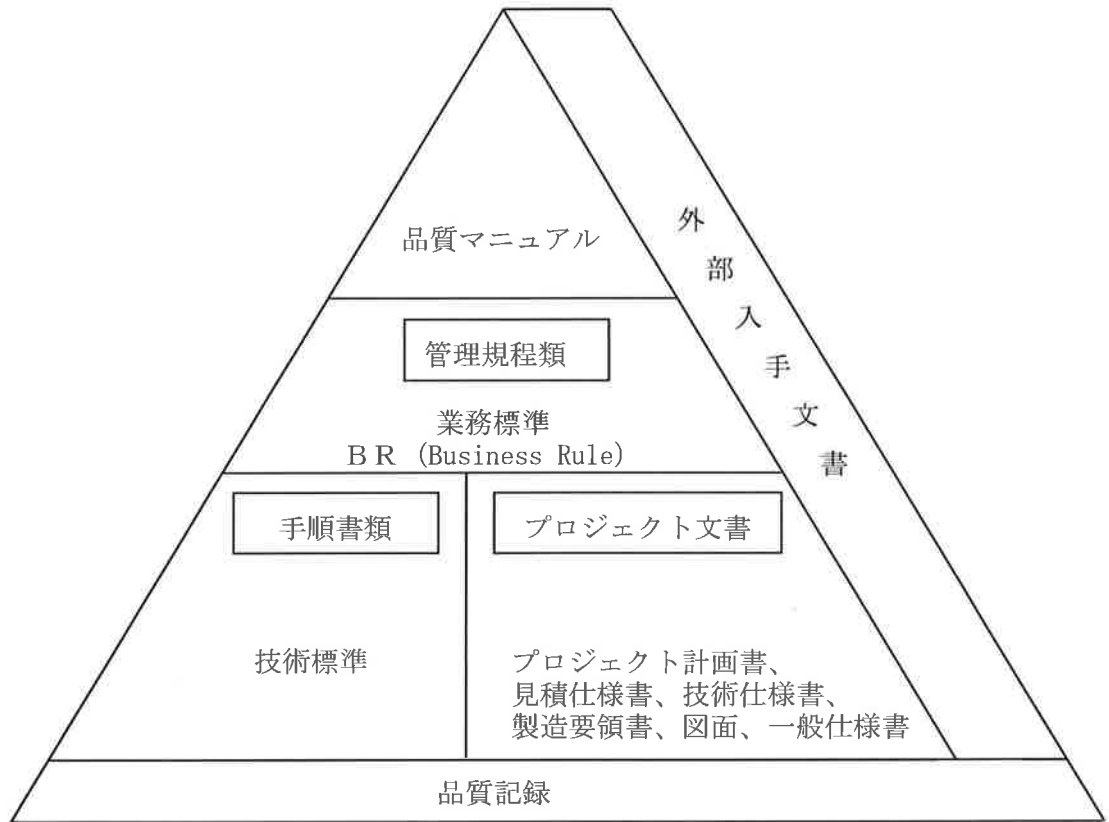 品質マニュアル
外部入手文書
管理規程類
業務標準
BR (Business Rule)
手順書類
プロジェクト文書
技術標準
プロジェクト計画書、
見積仕様書、技術仕様書、
製造要領書、図面、一般仕様書
品質記録